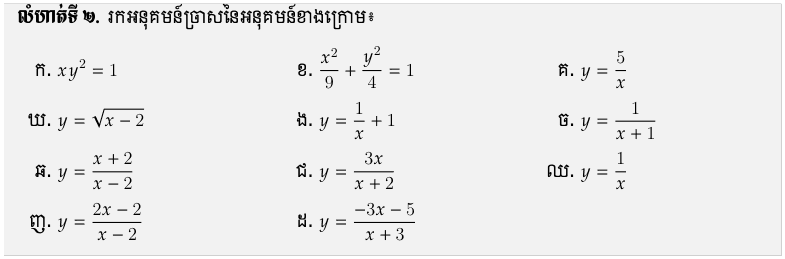 លំហាត់ទី ២. រកអនុគមន៍ច្រាសនៃអនុគមន៍ខាងក្រោម៖
ក. xy² = 1 ខ. x²/9 + y²/4 = 1 គ. y = 5/x
ឃ. y = √(x − 2) ង. y = 1/x + 1 ច. y = 1/(x + 1)
ឆ. y = (x + 2)/(x − 2) ជ. y = 3x/(x + 2) ឈ. y = 1/x
ញ. y = (2x − 2)/(x − 2) ដ. y = (−3x − 5)/(x + 3)